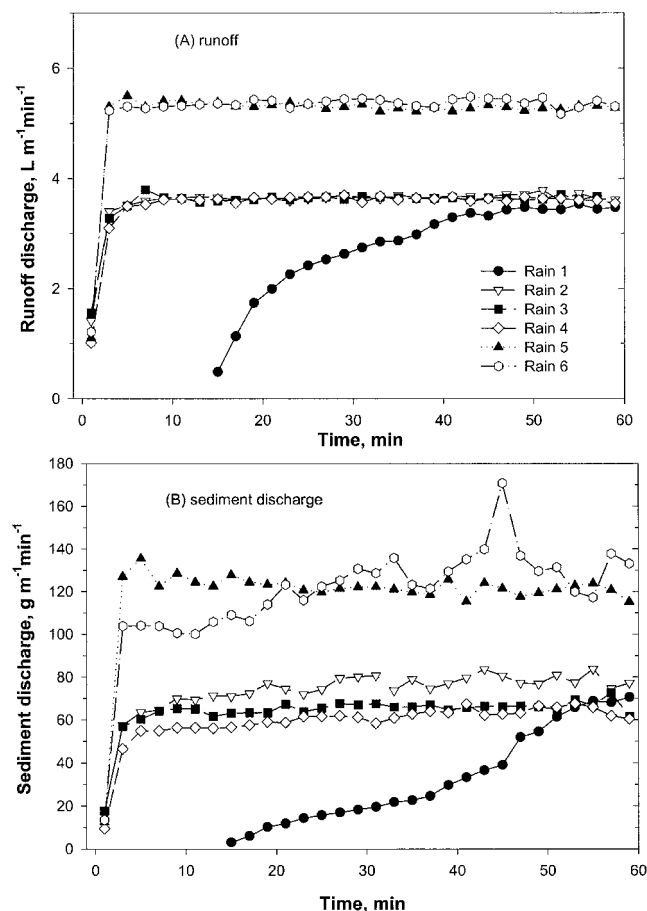 (A) runoff
Runoff discharge, L m⁻¹min⁻¹
6
4
2
0
Rain 1
Rain 2
Rain 3
Rain 4
Rain 5
Rain 6
0 10 20 30 40 50 60
Time, min
(B) sediment discharge
Sediment discharge, g m⁻¹min⁻¹
180
160
140
120
100
80
60
40
20
0
0 10 20 30 40 50 60
Time, min